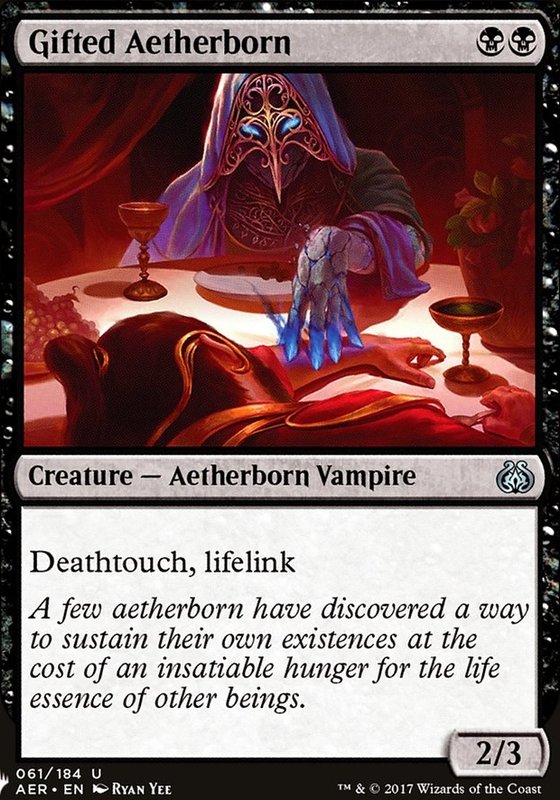 Gifted Aetherborn
Creature — Aetherborn Vampire
Deathtouch, lifelink
A few aetherborn have discovered a way
to sustain their own existences at the
cost of an insatiable hunger for the life
essence of other beings.
2/3
061/184 U
AER • EN Ryan Yee
™ & © 2017 Wizards of the Coast